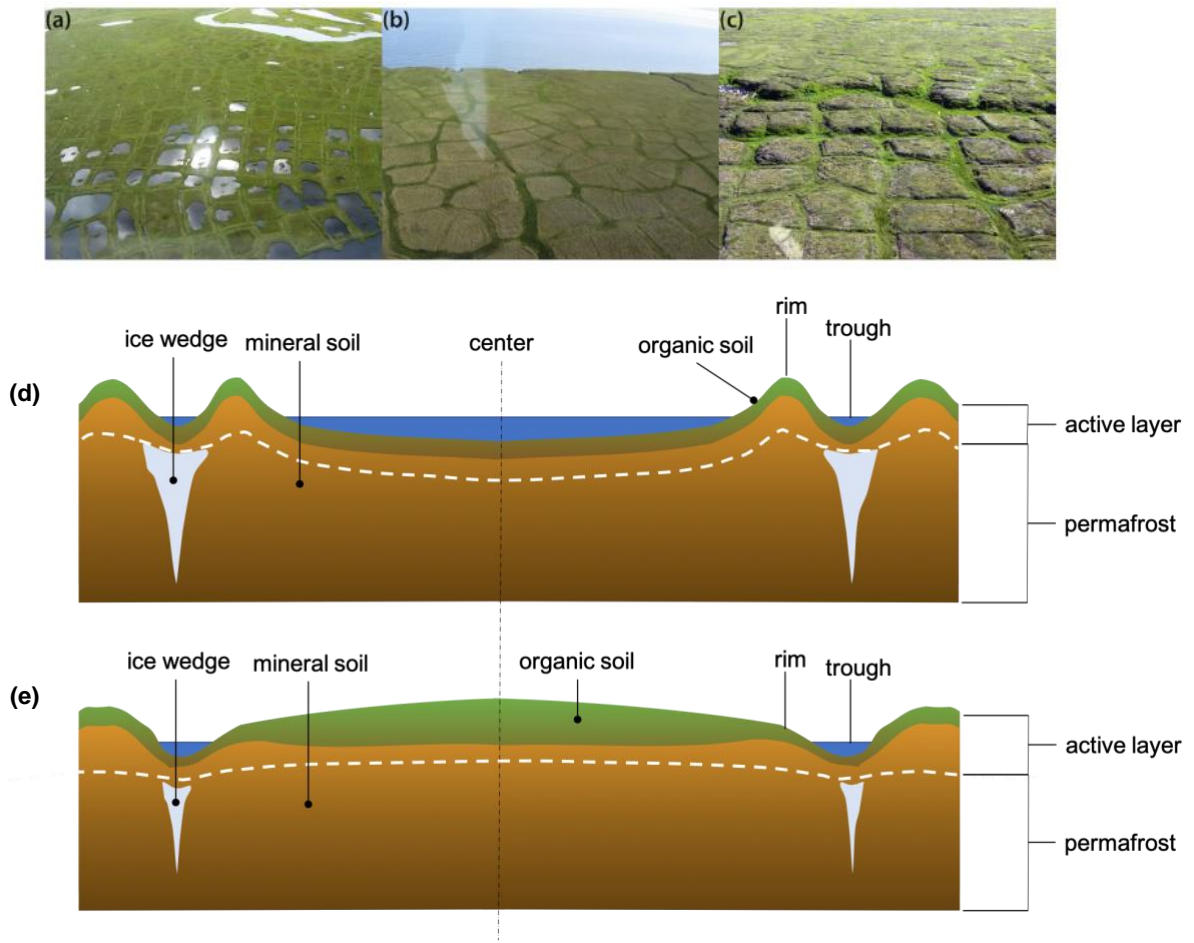 (a)
(b)
(c)
rim
ice wedge
mineral soil
center
organic soil
trough
(d)
active layer
permafrost
ice wedge
mineral soil
organic soil
rim
trough
(e)
active layer
permafrost